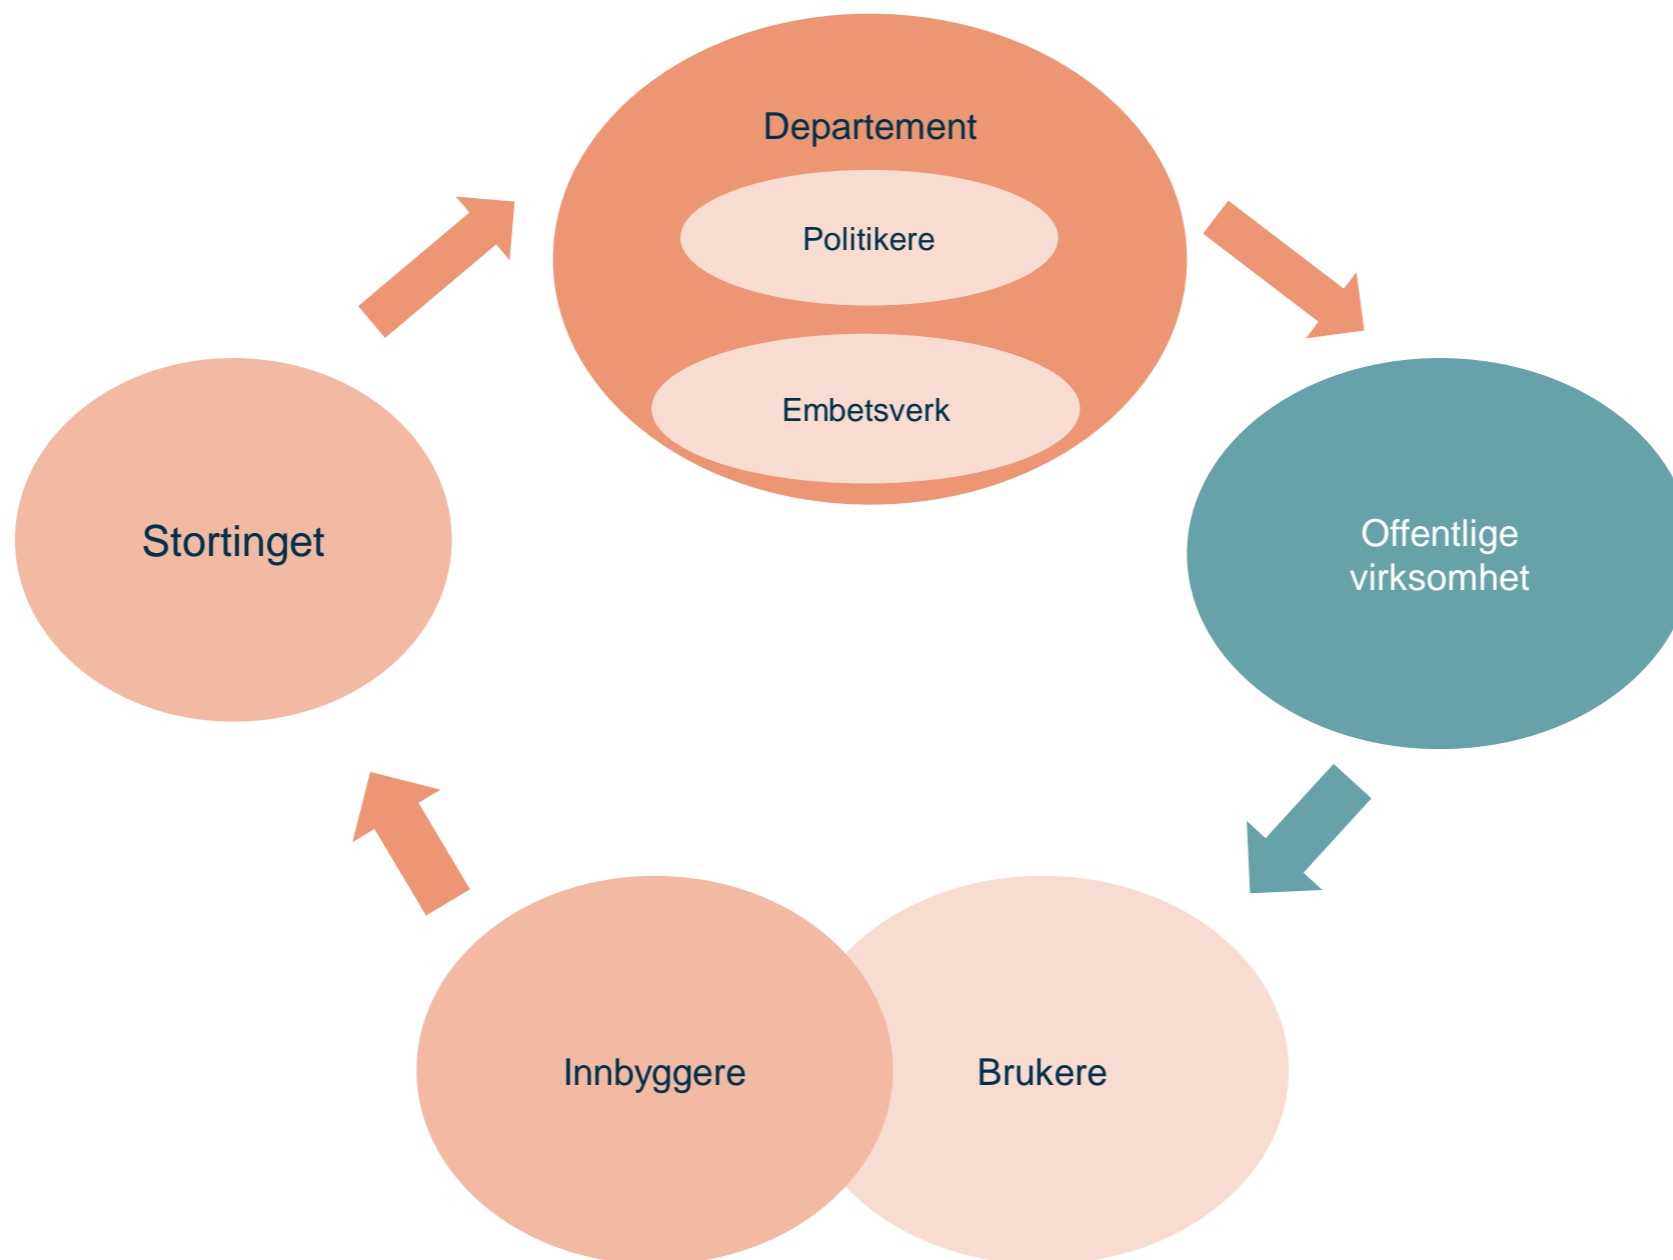 Departement
Politikere
Embetsverk
Stortinget
Offentlige
virksomhet
Innbyggere
Brukere